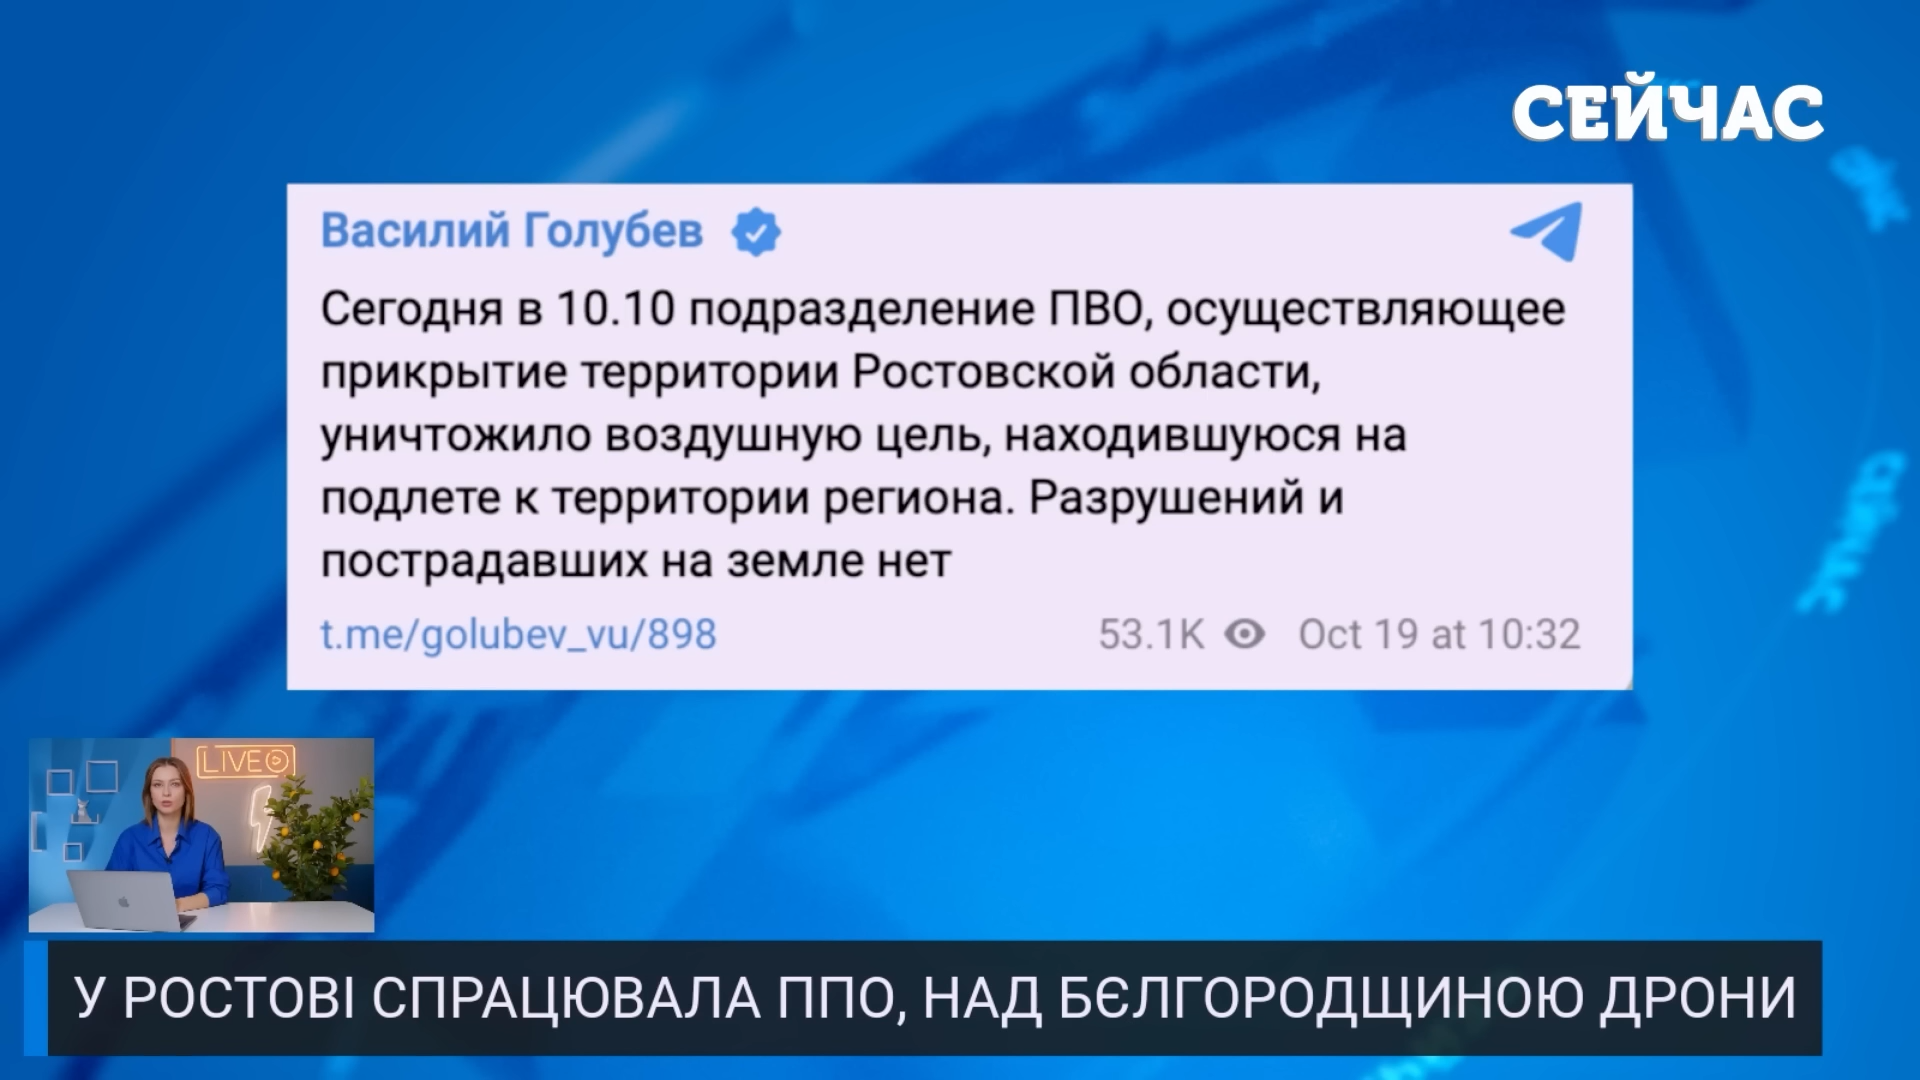 СЕЙЧАС
Василий Голубев
Сегодня в 10.10 подразделение ПВО, осуществляющее
прикрытие территории Ростовской области,
уничтожило воздушную цель, находившуюся на
подлете к территории региона. Разрушений и
пострадавших на земле нет
t.me/golubev_vu/898
53.1K Oct 19 at 10:32
LIVE
У РОСТОВІ СПРАЦЮВАЛА ППО, НАД БЄЛГОРОДЩИНОЮ ДРОНИ